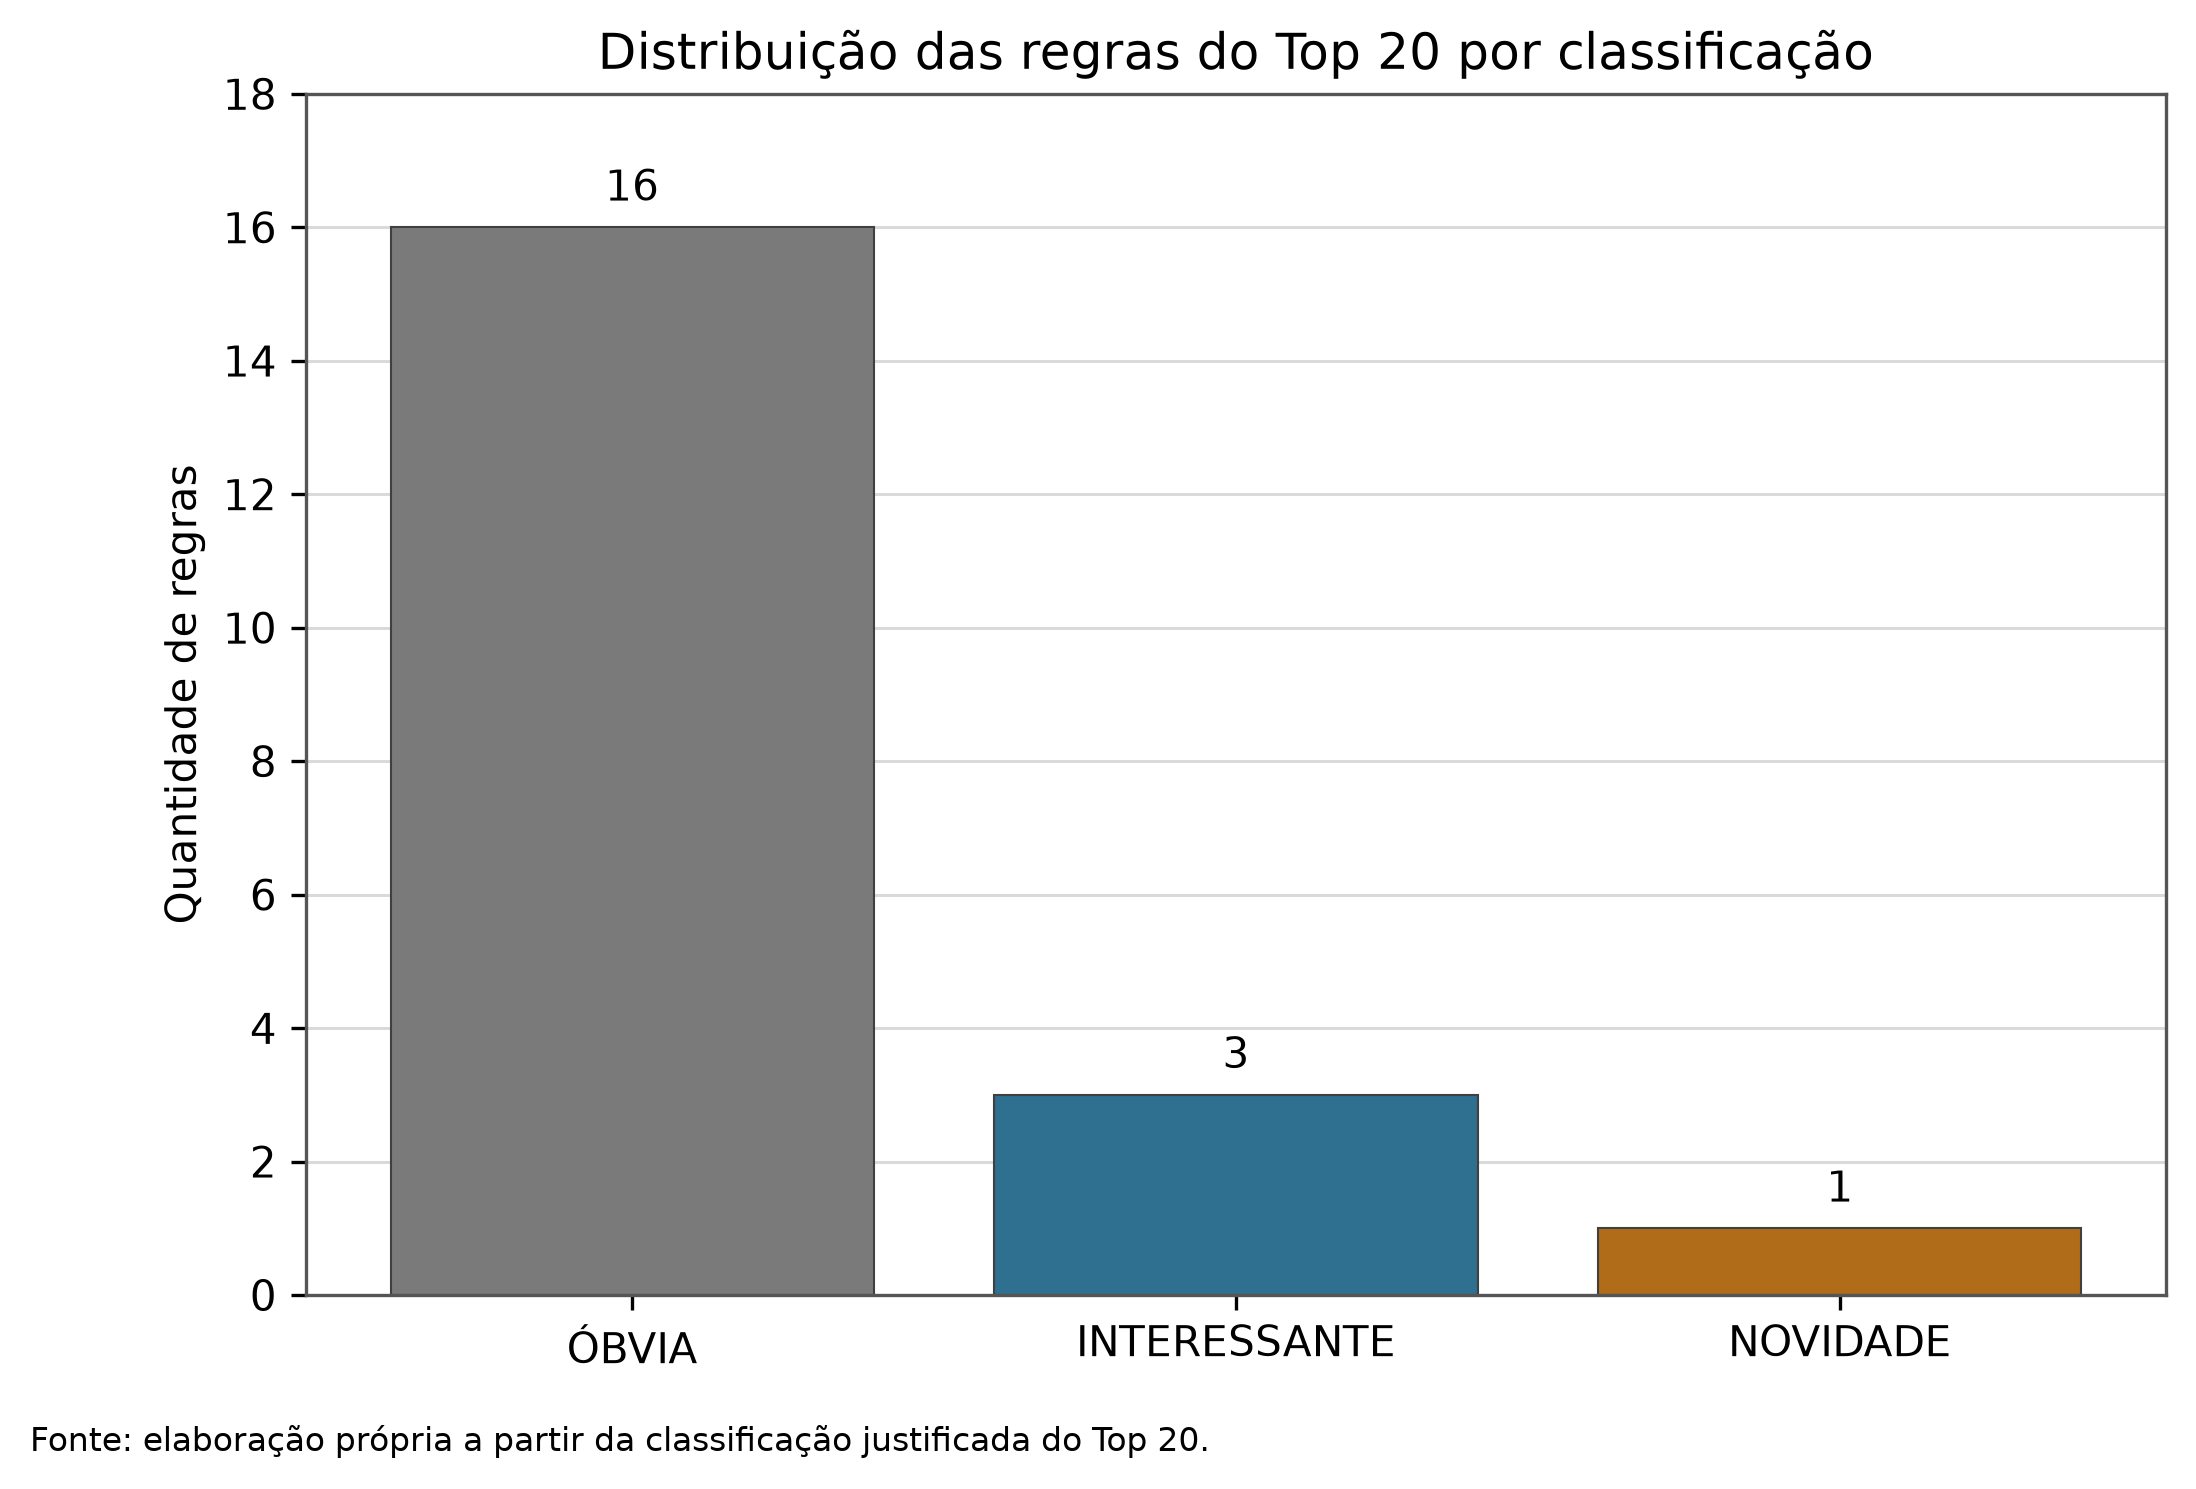 Distribuição das regras do Top 20 por classificação
Quantidade de regras
18
16
14
12
10
8
6
4
2
0
16
3
1
ÓBVIA
INTERESSANTE
NOVIDADE
Fonte: elaboração própria a partir da classificação justificada do Top 20.